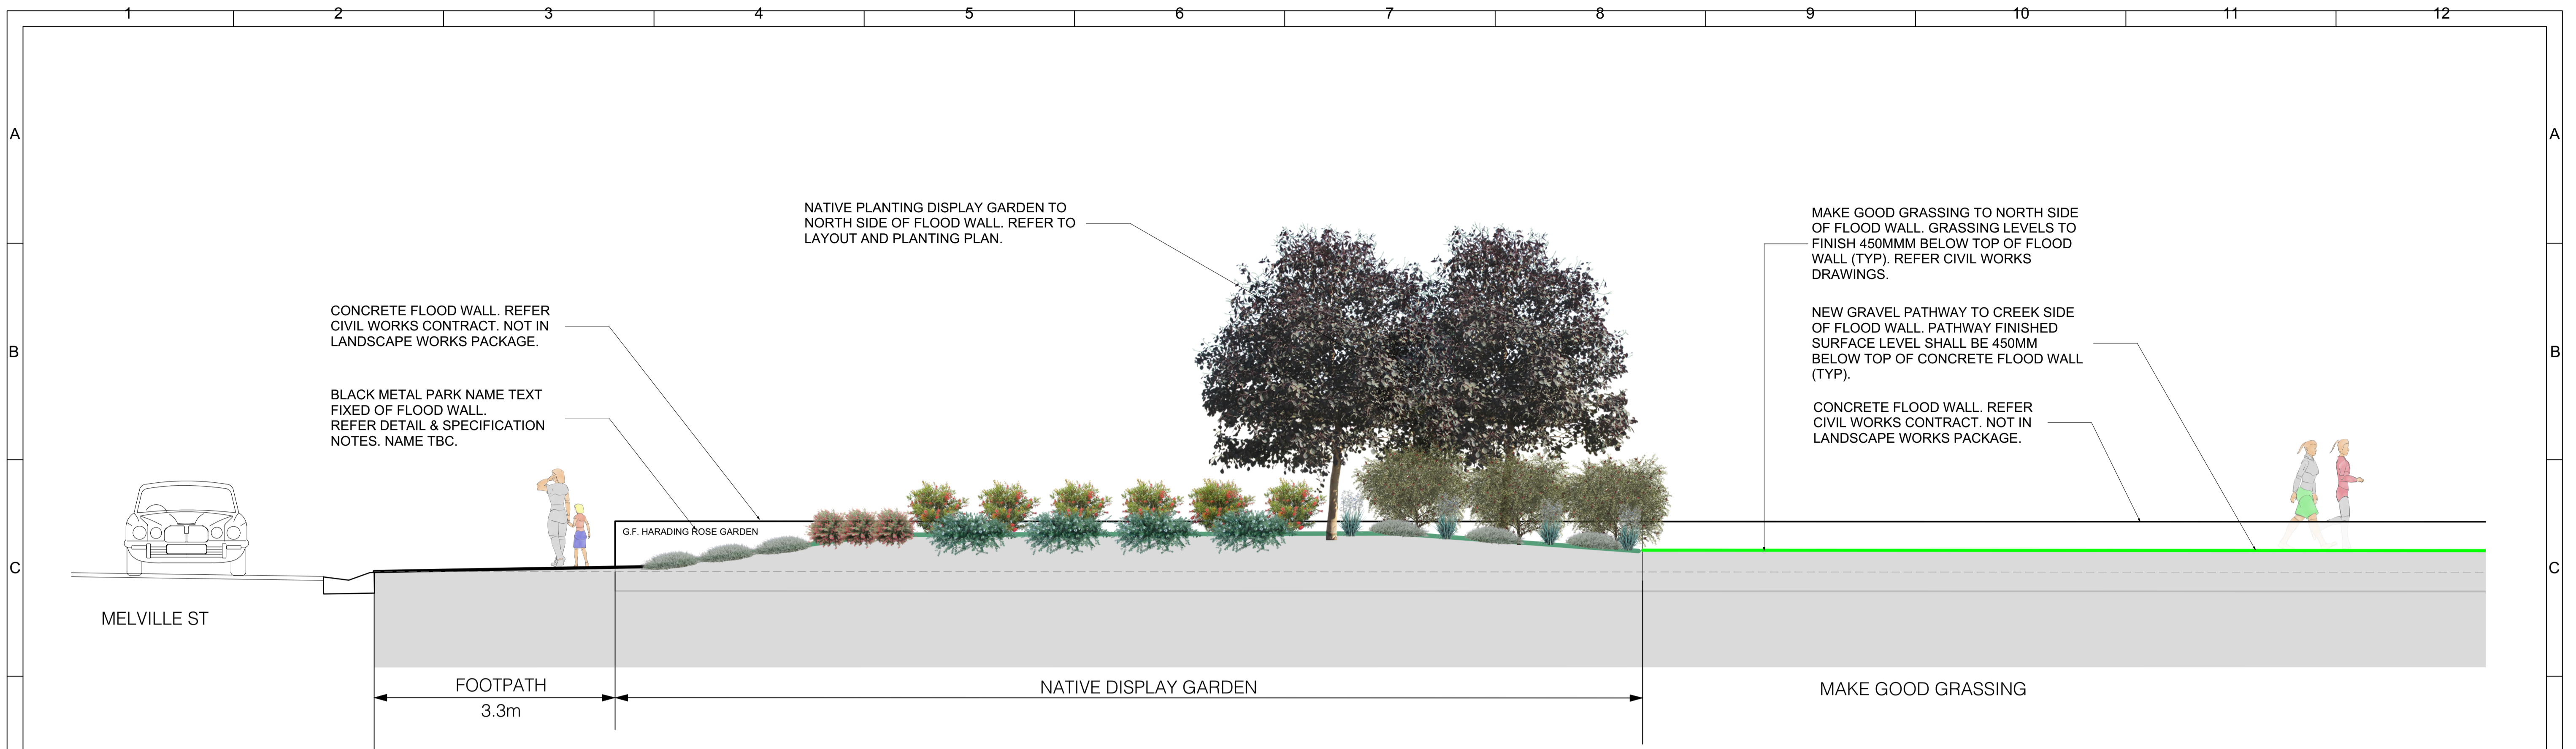 1 2 3 4 5 6 7 8 9 10 11 12
A A
NATIVE PLANTING DISPLAY GARDEN TO
NORTH SIDE OF FLOOD WALL. REFER TO
LAYOUT AND PLANTING PLAN.
MAKE GOOD GRASSING TO NORTH SIDE
OF FLOOD WALL. GRASSING LEVELS TO
FINISH 450MMM BELOW TOP OF FLOOD
WALL (TYP). REFER CIVIL WORKS
DRAWINGS.
CONCRETE FLOOD WALL. REFER
CIVIL WORKS CONTRACT. NOT IN
LANDSCAPE WORKS PACKAGE.
NEW GRAVEL PATHWAY TO CREEK SIDE
OF FLOOD WALL. PATHWAY FINISHED
SURFACE LEVEL SHALL BE 450MM
BELOW TOP OF CONCRETE FLOOD WALL
(TYP).
B B
BLACK METAL PARK NAME TEXT
FIXED OF FLOOD WALL.
REFER DETAIL & SPECIFICATION
NOTES. NAME TBC.
CONCRETE FLOOD WALL. REFER
CIVIL WORKS CONTRACT. NOT IN
LANDSCAPE WORKS PACKAGE.
G.F. HARADING ROSE GARDEN
C C
MELVILLE ST
FOOTPATH
3.3m
NATIVE DISPLAY GARDEN
MAKE GOOD GRASSING